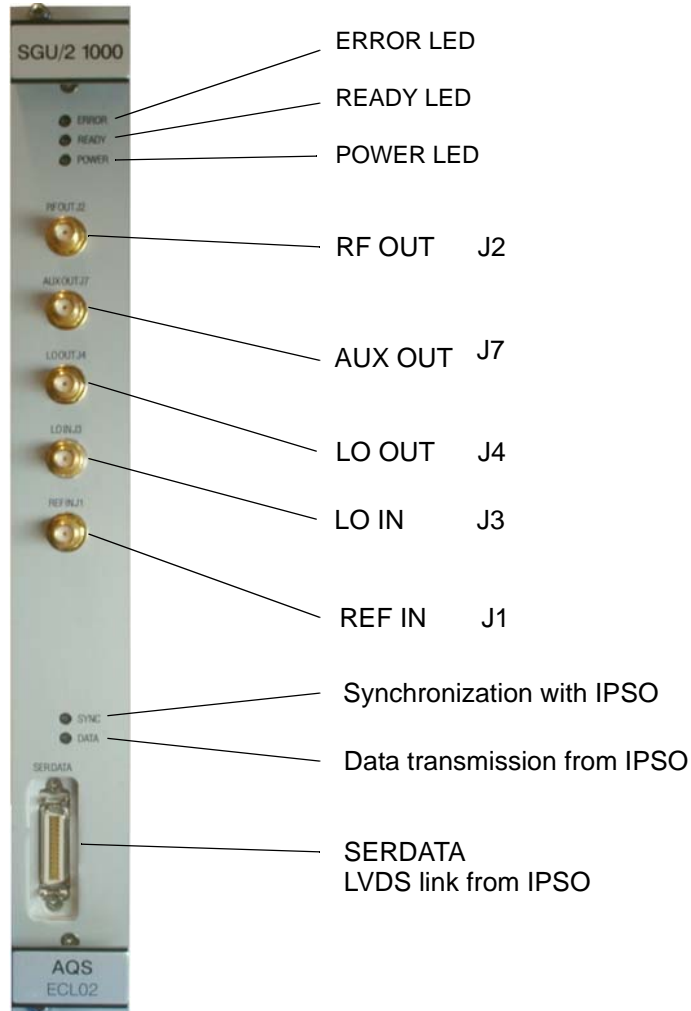 SGU/2 1000
ERROR
READY
POWER
RF OUT J2
AUX OUT J7
LO OUT J4
LO IN J3
REF IN J1
SYNC
DATA
SERDATA
AQS
ECL02
ERROR LED
READY LED
POWER LED
RF OUT J2
AUX OUT J7
LO OUT J4
LO IN J3
REF IN J1
Synchronization with IPSO
Data transmission from IPSO
SERDATA
LVDS link from IPSO